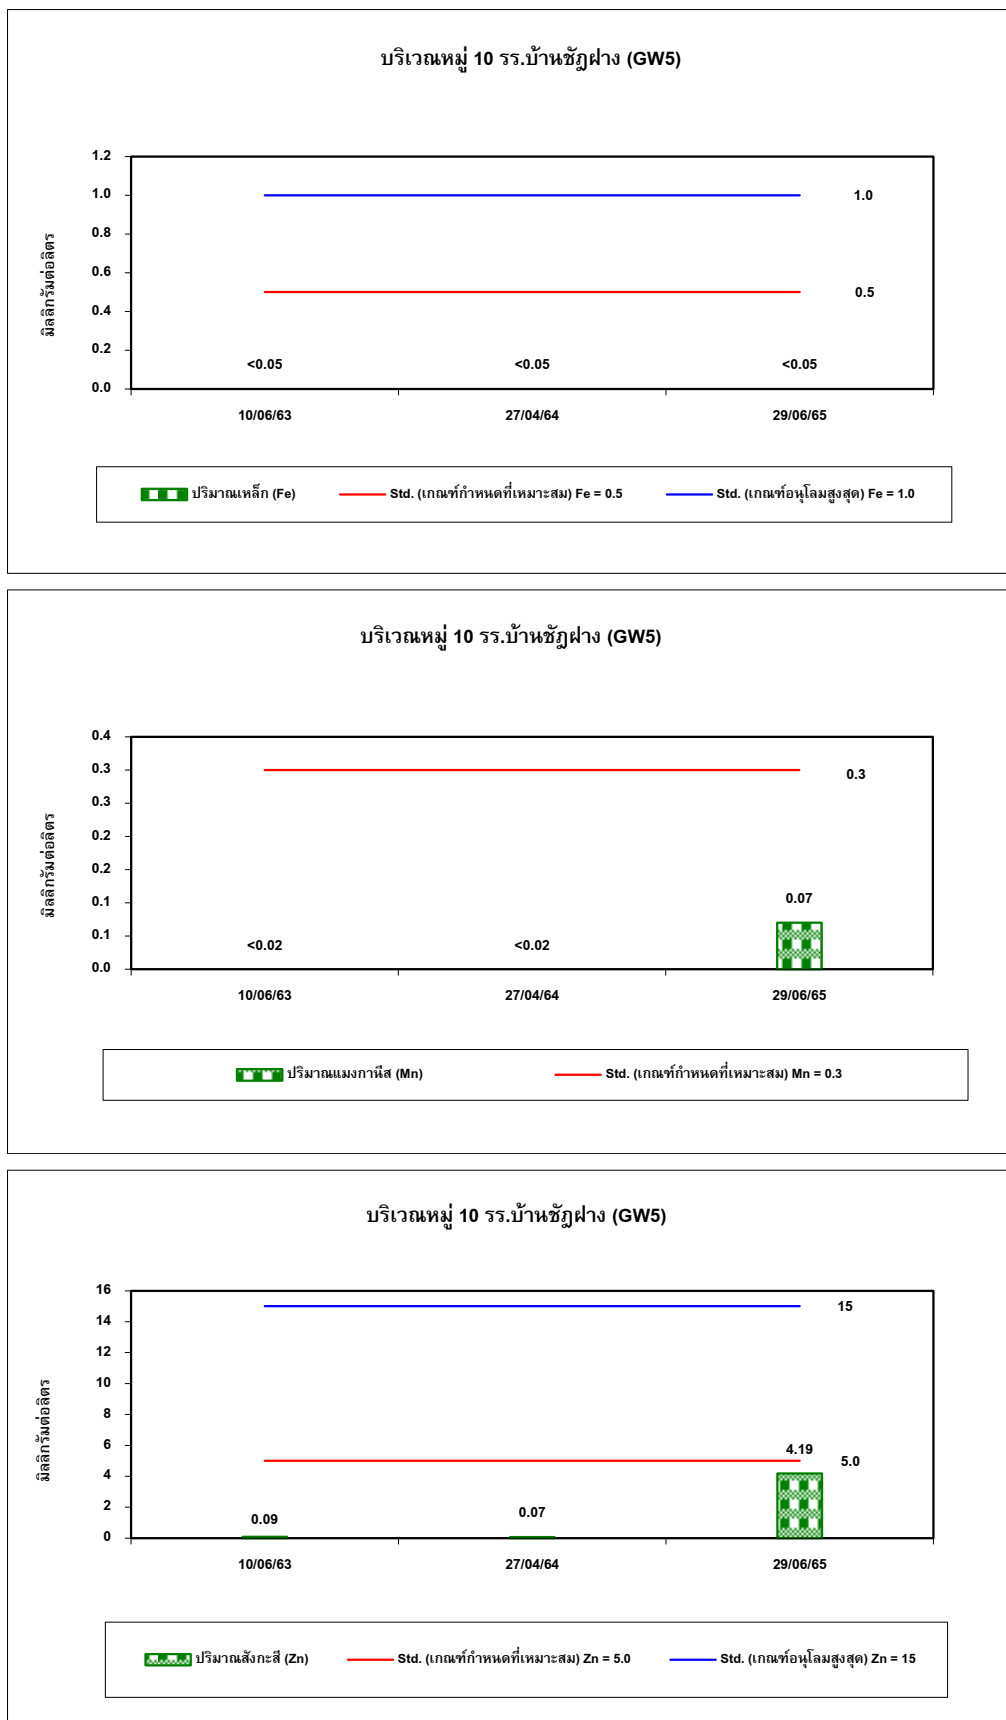 บริเวณหมู่ 10 รร.บ้านชัฎฝาง (GW5)
มิลลิกรัมต่อลิตร
1.2
1.0
0.8
0.6
0.4
0.2
0.0
1.0
0.5
<0.05 <0.05 <0.05
10/06/63 27/04/64 29/06/65
ปริมาณเหล็ก (Fe) Std. (เกณฑ์กำหนดที่เหมาะสม) Fe = 0.5 Std. (เกณฑ์อนุโลมสูงสุด) Fe = 1.0
บริเวณหมู่ 10 รร.บ้านชัฎฝาง (GW5)
มิลลิกรัมต่อลิตร
0.4
0.3
0.3
0.2
0.2
0.1
0.1
0.0
0.3
0.07
<0.02 <0.02
10/06/63 27/04/64 29/06/65
ปริมาณแมงกานีส (Mn) Std. (เกณฑ์กำหนดที่เหมาะสม) Mn = 0.3
บริเวณหมู่ 10 รร.บ้านชัฎฝาง (GW5)
มิลลิกรัมต่อลิตร
16
14
12
10
8
6
4
2
0
15
4.19
5.0
0.09 0.07
10/06/63 27/04/64 29/06/65
ปริมาณสังกะสี (Zn) Std. (เกณฑ์กำหนดที่เหมาะสม) Zn = 5.0 Std. (เกณฑ์อนุโลมสูงสุด) Zn = 15